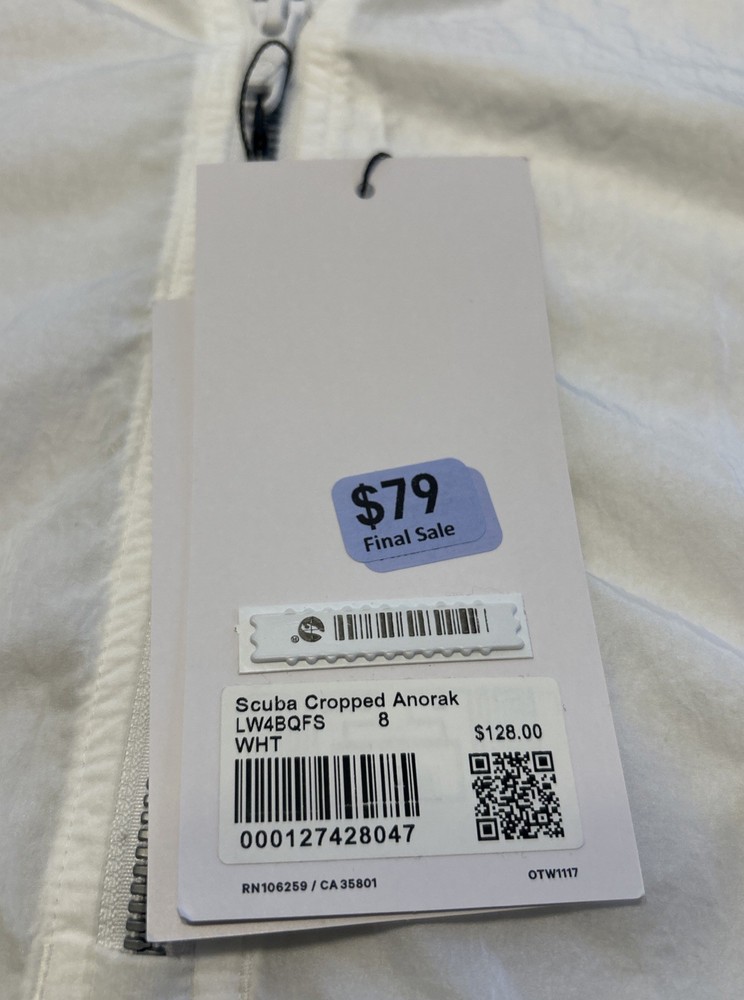 $79
Final Sale
®
Scuba Cropped Anorak
LW4BQFS 8
WHT $128.00
000127428047
RN106259 / CA 35801 OTW1117